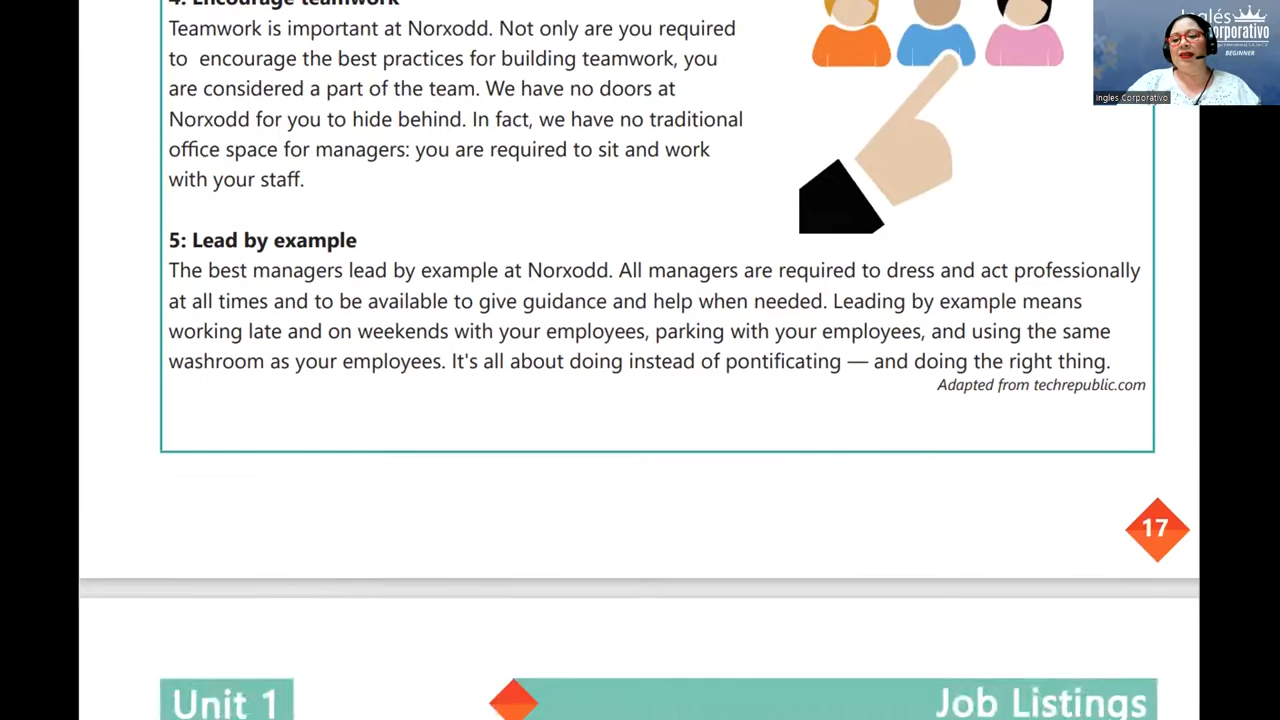 4: Encourage teamwork
Teamwork is important at Norxodd. Not only are you required
to encourage the best practices for building teamwork, you
are considered a part of the team. We have no doors at
Norxodd for you to hide behind. In fact, we have no traditional
office space for managers: you are required to sit and work
with your staff.
5: Lead by example
The best managers lead by example at Norxodd. All managers are required to dress and act professionally
at all times and to be available to give guidance and help when needed. Leading by example means
working late and on weekends with your employees, parking with your employees, and using the same
washroom as your employees. It's all about doing instead of pontificating — and doing the right thing.
Adapted from techrepublic.com
17
Unit 1
Job Listings
Inglés
Corporativo
BEGINNER
Ingles Corporativo